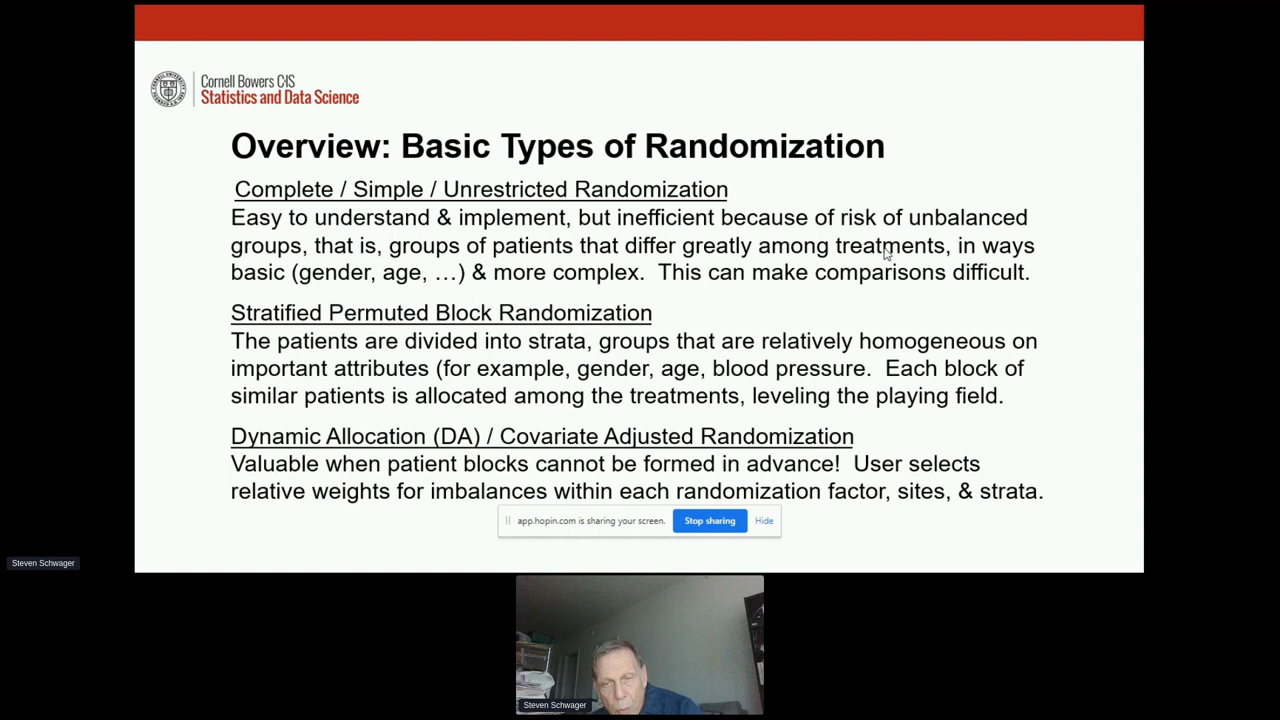 Cornell Bowers CIS
Statistics and Data Science
Overview: Basic Types of Randomization
Complete / Simple / Unrestricted Randomization
Easy to understand & implement, but inefficient because of risk of unbalanced
groups, that is, groups of patients that differ greatly among treatments, in ways
basic (gender, age, …) & more complex.  This can make comparisons difficult.
Stratified Permuted Block Randomization
The patients are divided into strata, groups that are relatively homogeneous on
important attributes (for example, gender, age, blood pressure.  Each block of
similar patients is allocated among the treatments, leveling the playing field.
Dynamic Allocation (DA) / Covariate Adjusted Randomization
Valuable when patient blocks cannot be formed in advance!  User selects
relative weights for imbalances within each randomization factor, sites, & strata.
app.hopin.com is sharing your screen. Stop sharing Hide
Steven Schwager
Steven Schwager